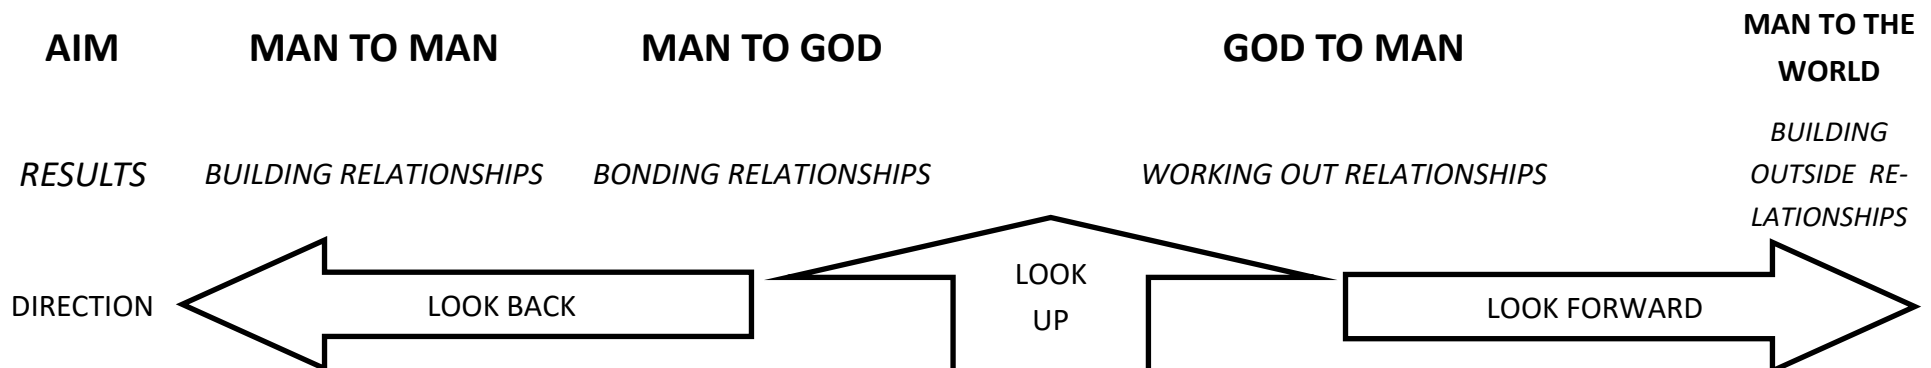 AIM
MAN TO MAN
MAN TO GOD
GOD TO MAN
MAN TO THE
WORLD
RESULTS
BUILDING RELATIONSHIPS
BONDING RELATIONSHIPS
WORKING OUT RELATIONSHIPS
BUILDING
OUTSIDE RE-
LATIONSHIPS
DIRECTION
LOOK BACK
LOOK
UP
LOOK FORWARD